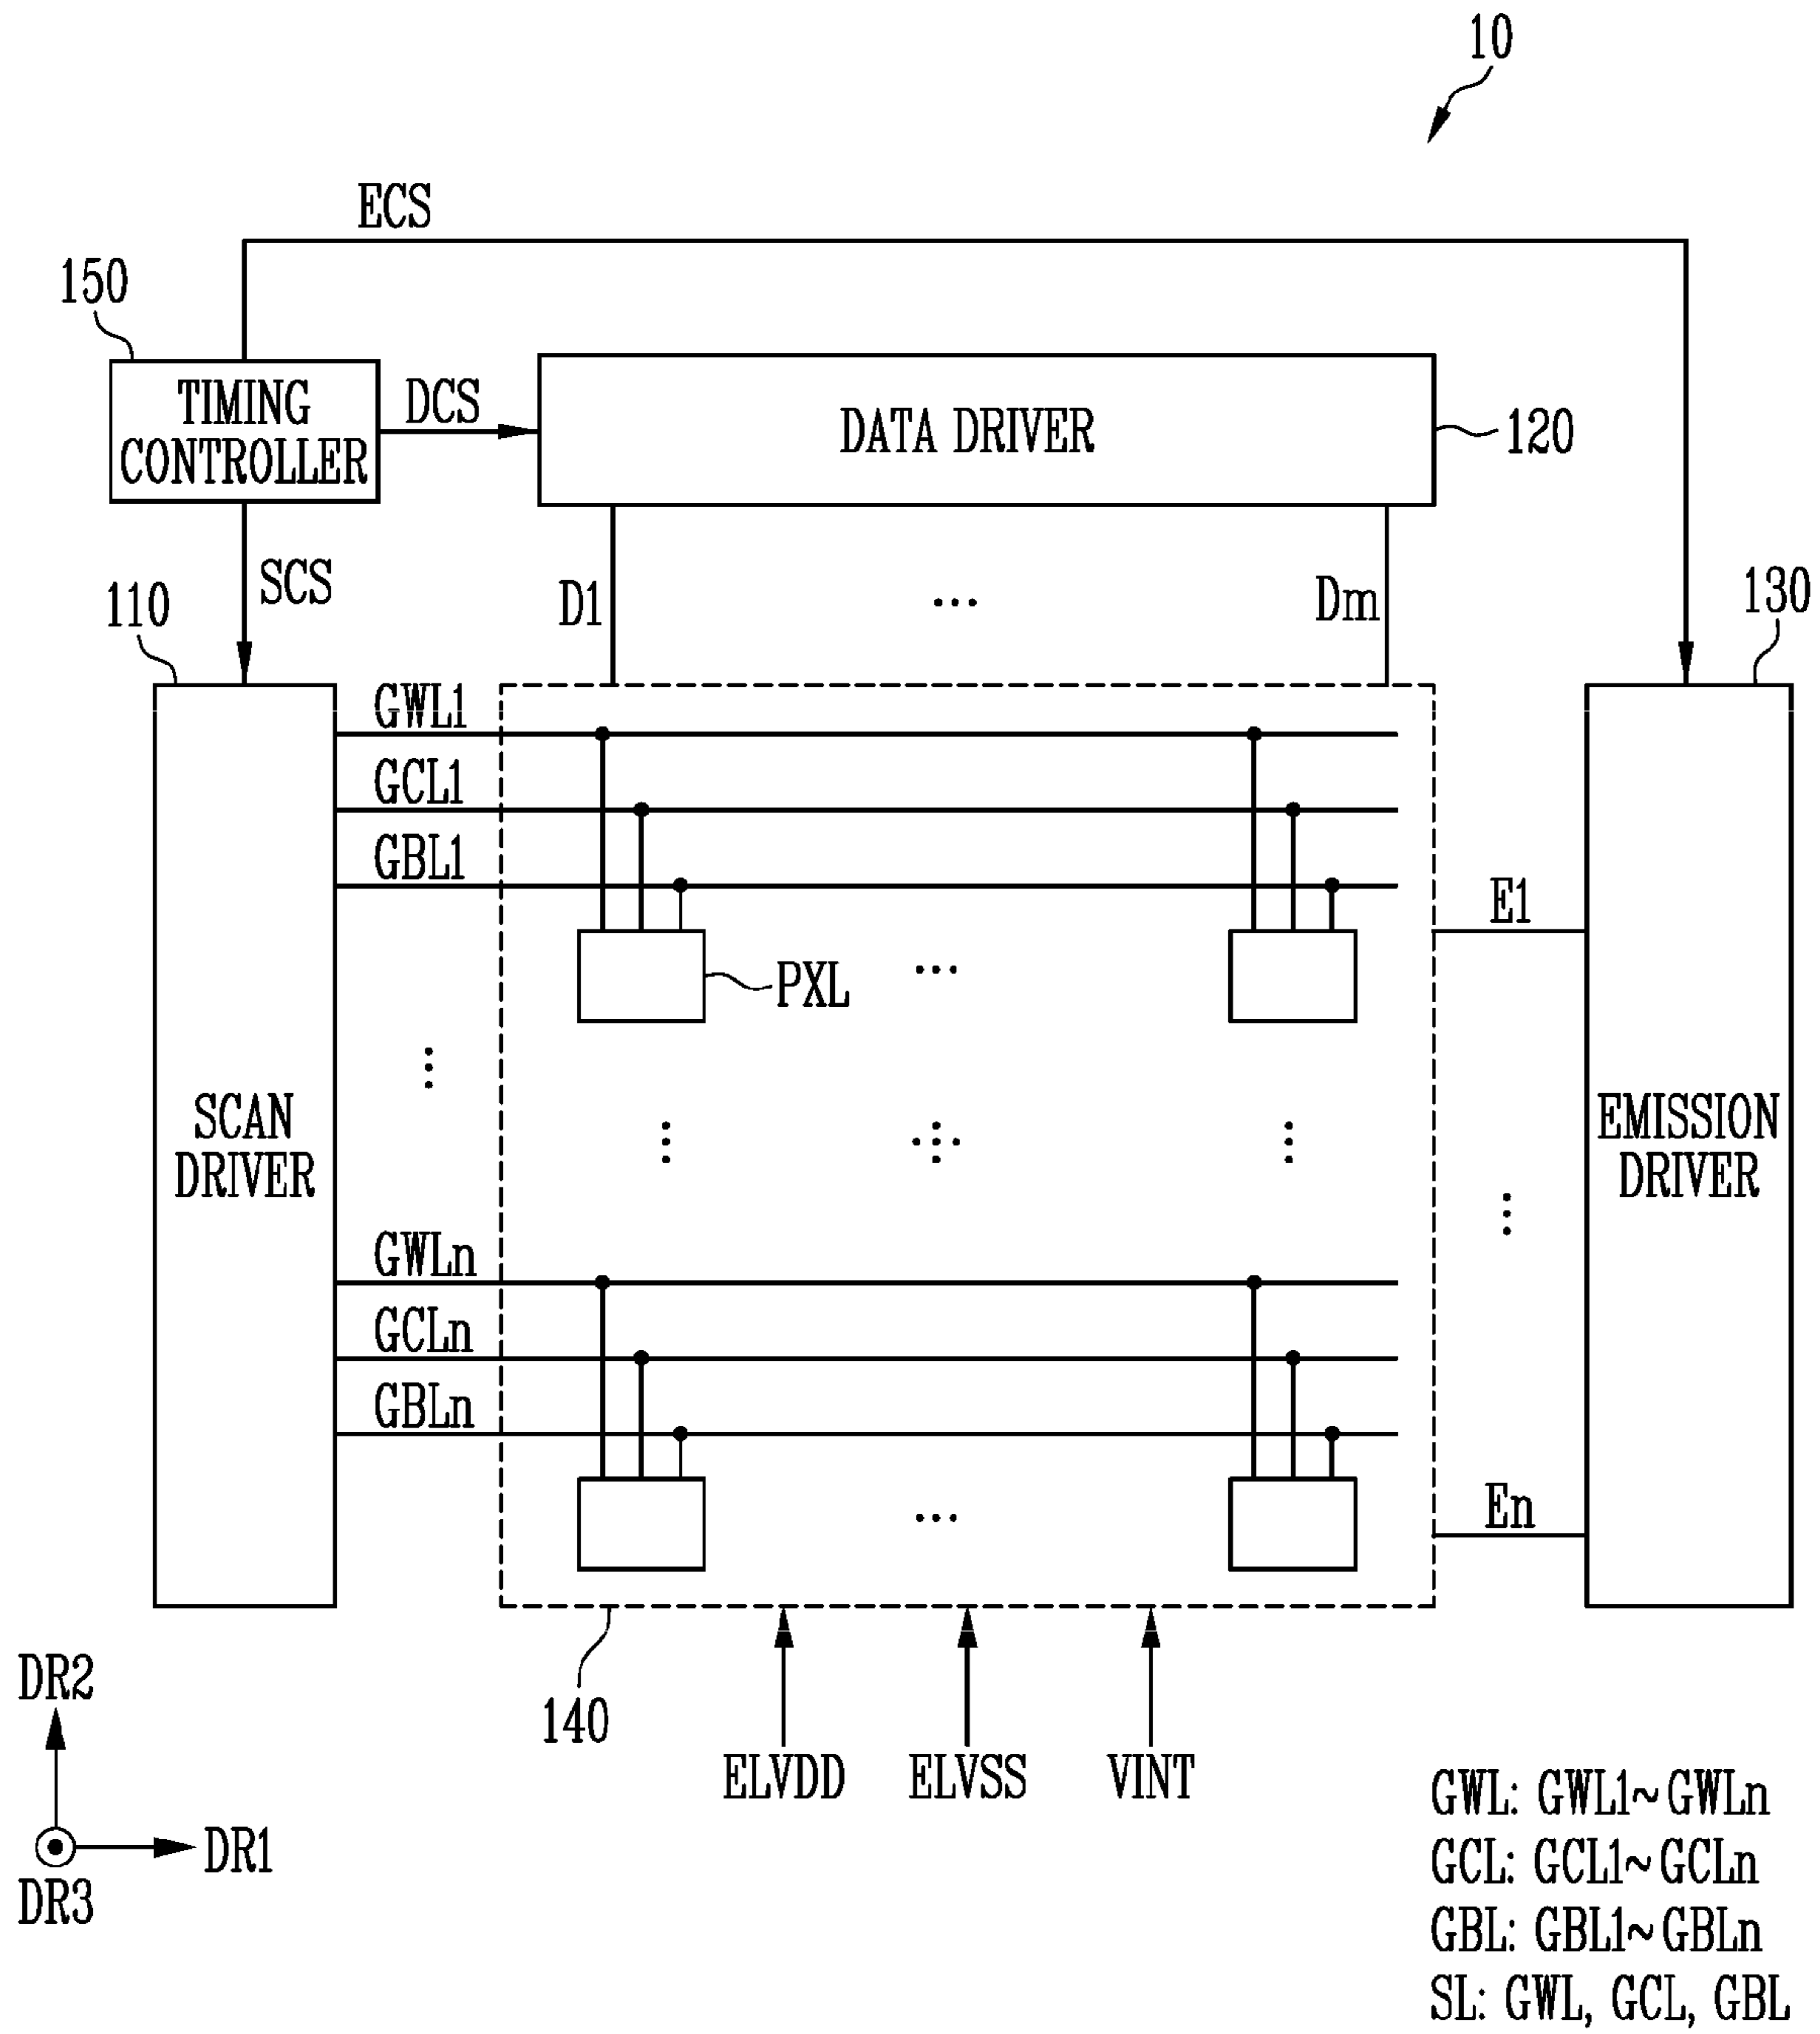 10
ECS
150
TIMING
CONTROLLER
DCS
DATA DRIVER
120
SCS
110
D1
...
Dm
130
GWL1
GCL1
GBL1
E1
PXL
...
SCAN
DRIVER
EMISSION
DRIVER
GWLn
GCLn
GBLn
En
...
140
ELVDD
ELVSS
VINT
DR2
DR1
DR3
GWL: GWL1~GWLn
GCL: GCL1~GCLn
GBL: GBL1~GBLn
SL: GWL, GCL, GBL